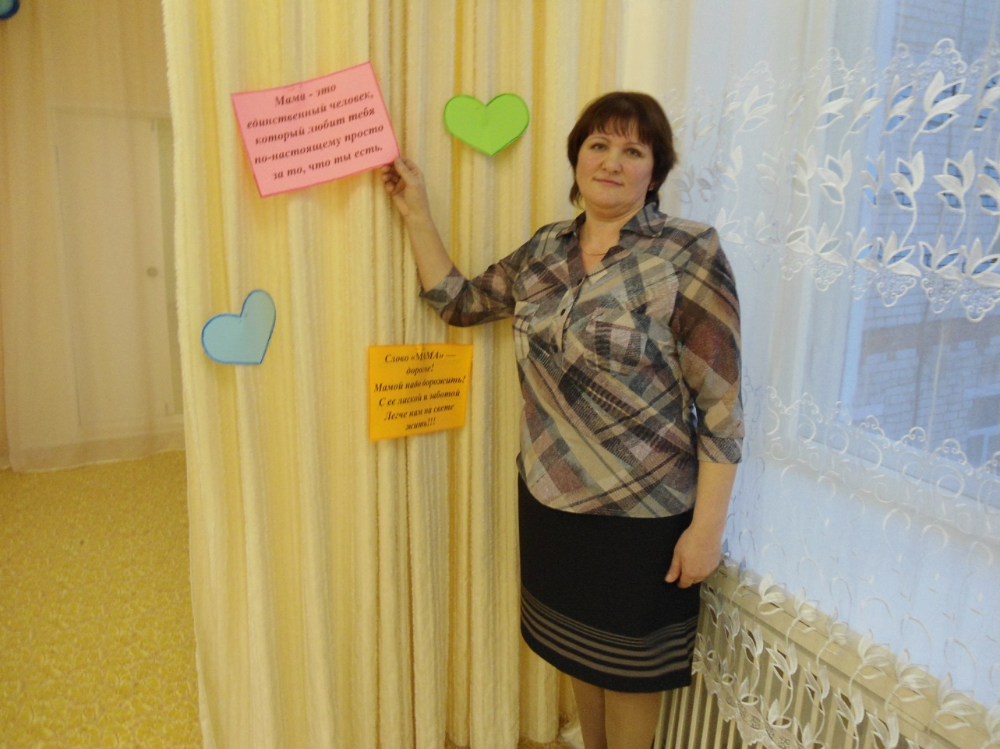 Мама - это
единственный человек,
который любит тебя
по-настоящему просто
за то, что ты есть.
Слово «МАМА» —
дорогое!
Мамой надо дорожить!
С ее лаской и заботой
Легче нам на свете
жить!!!